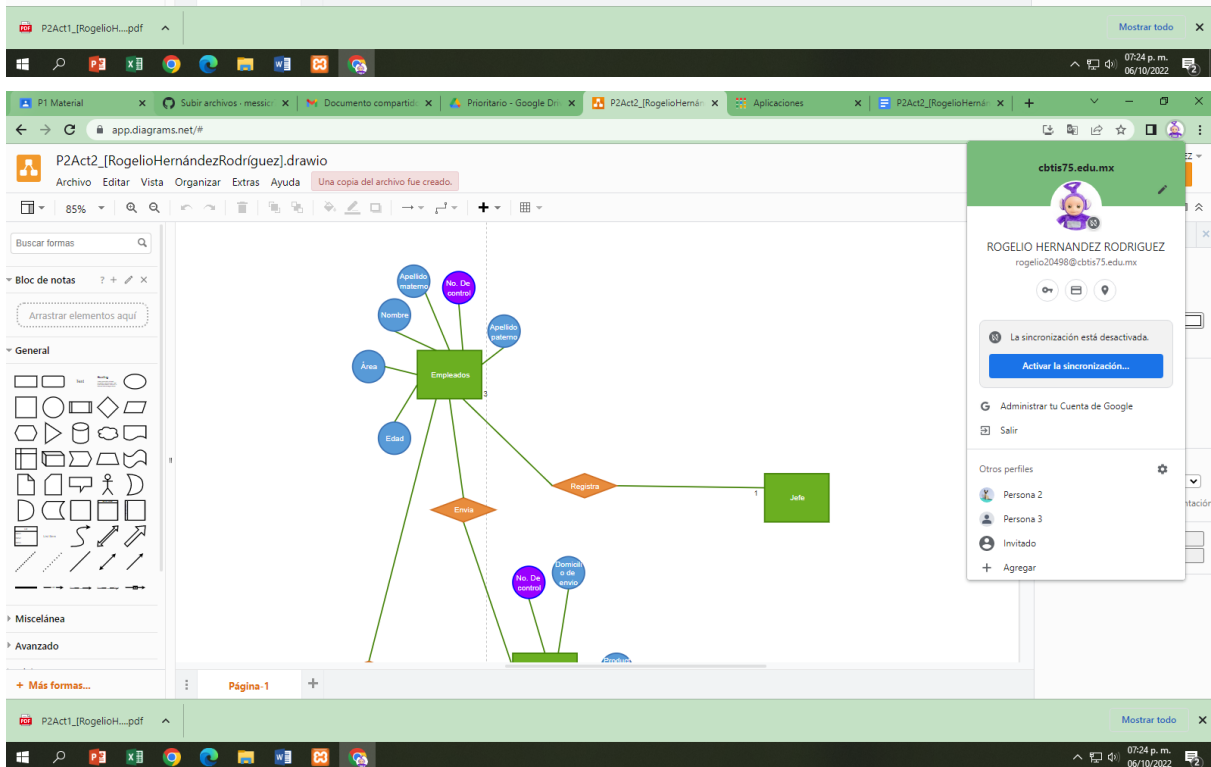 P2Act1_[RogelioH....pdf
Mostrar todo
07:24 p. m.
06/10/2022
P1 Material
Subir archivos · messici
Documento compartido
Prioritario - Google Dri
P2Act2_[RogelioHernán
Aplicaciones
P2Act2_[RogelioHernán
app.diagrams.net/#
P2Act2_[RogelioHernándezRodríguez].drawio
Archivo Editar Vista Organizar Extras Ayuda
Una copia del archivo fue creado.
85%
Buscar formas
Bloc de notas
Arrastrar elementos aquí
General
Miscelánea
Avanzado
+ Más formas...
Apellido
materno
No. De
control
Nombre
Apellido
paterno
Área
Empleados
3
Edad
Registra
1
Jefe
Envia
No. De
control
Domicili
o de
envio
Página-1
cbtis75.edu.mx
ROGELIO HERNANDEZ RODRIGUEZ
rogelio20498@cbtis75.edu.mx
La sincronización está desactivada.
Activar la sincronización...
Administrar tu Cuenta de Google
Salir
Otros perfiles
Persona 2
Persona 3
Invitado
Agregar
P2Act1_[RogelioH....pdf
Mostrar todo
07:24 p. m.
06/10/2022